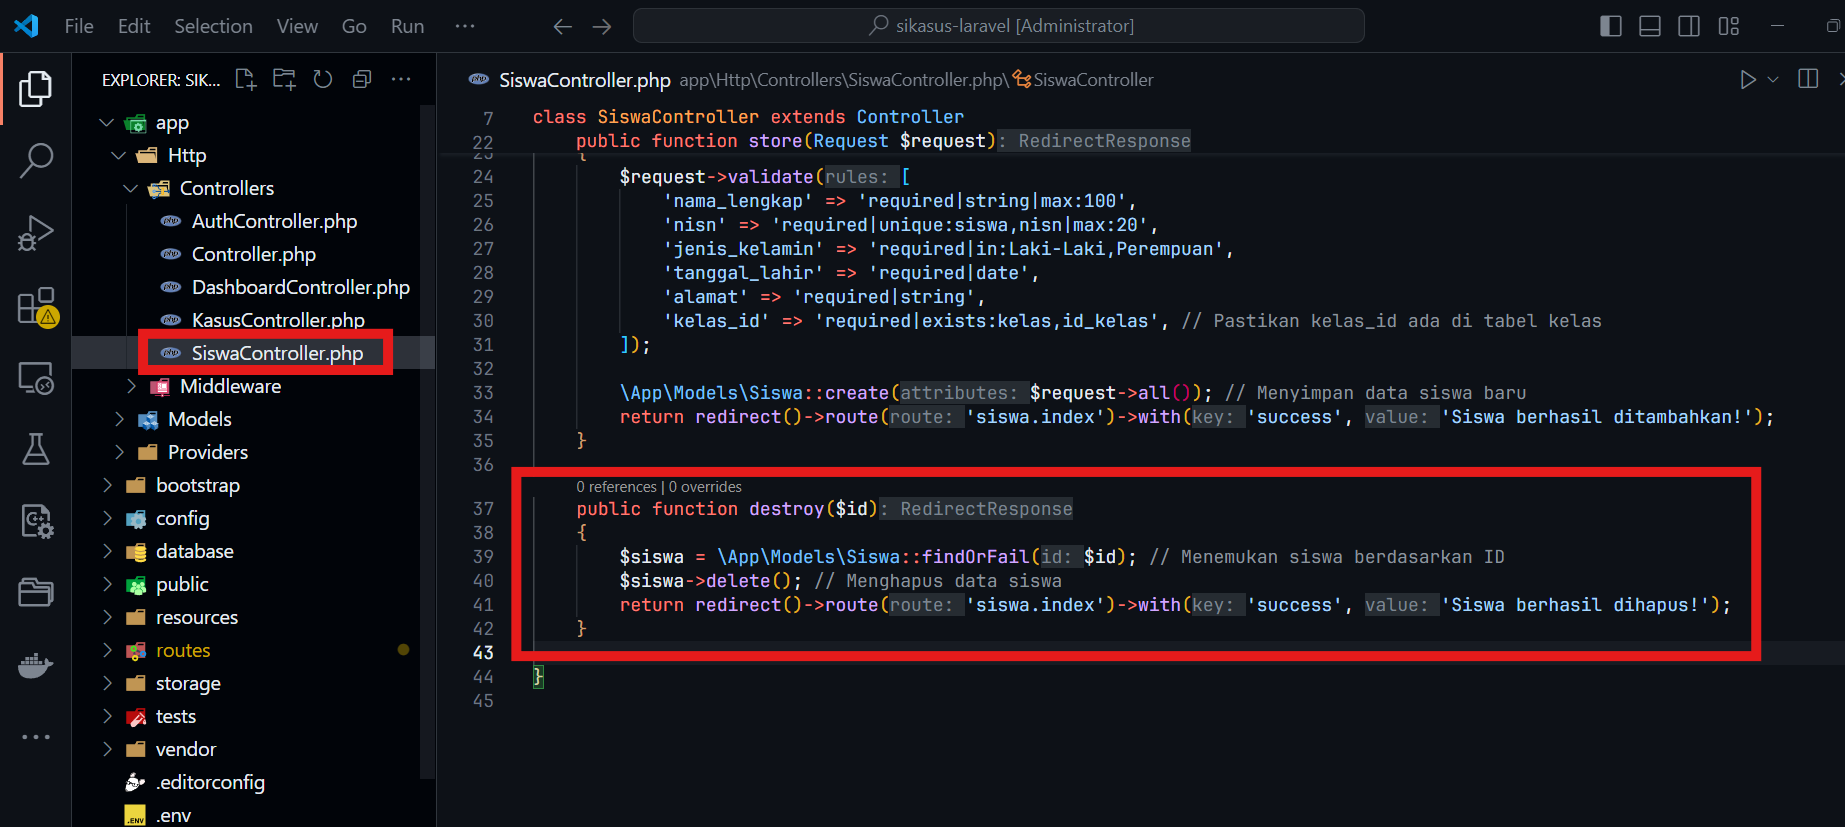 File Edit Selection View Go Run ···
sikasus-laravel [Administrator]
EXPLORER: SIK...
app
Http
Controllers
AuthController.php
Controller.php
DashboardController.php
KasusController.php
SiswaController.php
Middleware
Models
Providers
bootstrap
config
database
public
resources
routes
storage
tests
vendor
.editorconfig
.env
SiswaController.php app\Http\Controllers\SiswaController.php\SiswaController
7 class SiswaController extends Controller
22 public function store(Request $request): RedirectResponse
23 {
24 $request->validate(rules: [
25 'nama_lengkap' => 'required|string|max:100',
26 'nisn' => 'required|unique:siswa,nisn|max:20',
27 'jenis_kelamin' => 'required|in:Laki-Laki,Perempuan',
28 'tanggal_lahir' => 'required|date',
29 'alamat' => 'required|string',
30 'kelas_id' => 'required|exists:kelas,id_kelas', // Pastikan kelas_id ada di tabel kelas
31 ]);
32
33 \App\Models\Siswa::create(attributes: $request->all()); // Menyimpan data siswa baru
34 return redirect()->route(route: 'siswa.index')->with(key: 'success', value: 'Siswa berhasil ditambahkan!');
35 }
36
0 references | 0 overrides
37 public function destroy($id): RedirectResponse
38 {
39 $siswa = \App\Models\Siswa::findOrFail(id: $id); // Menemukan siswa berdasarkan ID
40 $siswa->delete(); // Menghapus data siswa
41 return redirect()->route(route: 'siswa.index')->with(key: 'success', value: 'Siswa berhasil dihapus!');
42 }
43
44 }
45